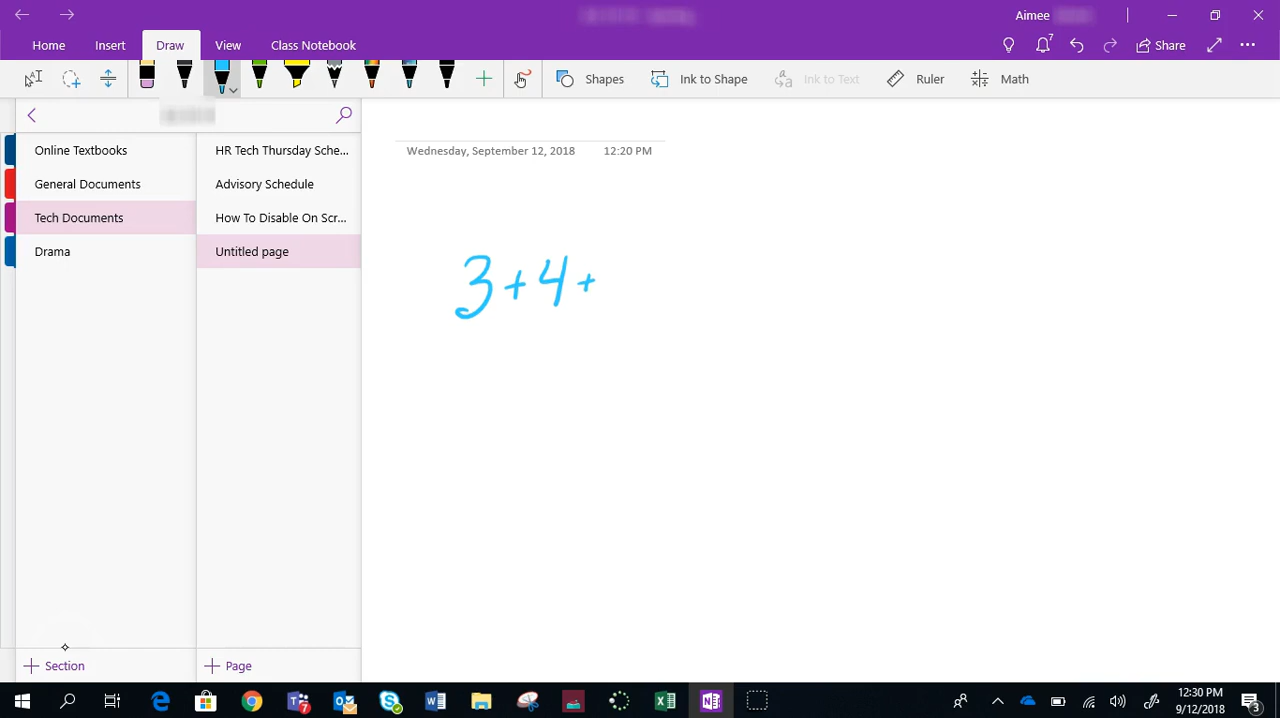 Aimee
Home Insert Draw View Class Notebook
7
Share
Shapes Ink to Shape Ink to Text Ruler Math
Online Textbooks
General Documents
Tech Documents
Drama
HR Tech Thursday Sche...
Advisory Schedule
How To Disable On Scr...
Untitled page
Wednesday, September 12, 2018 12:20 PM
3+4+
+ Section
+ Page
12:30 PM
9/12/2018
3